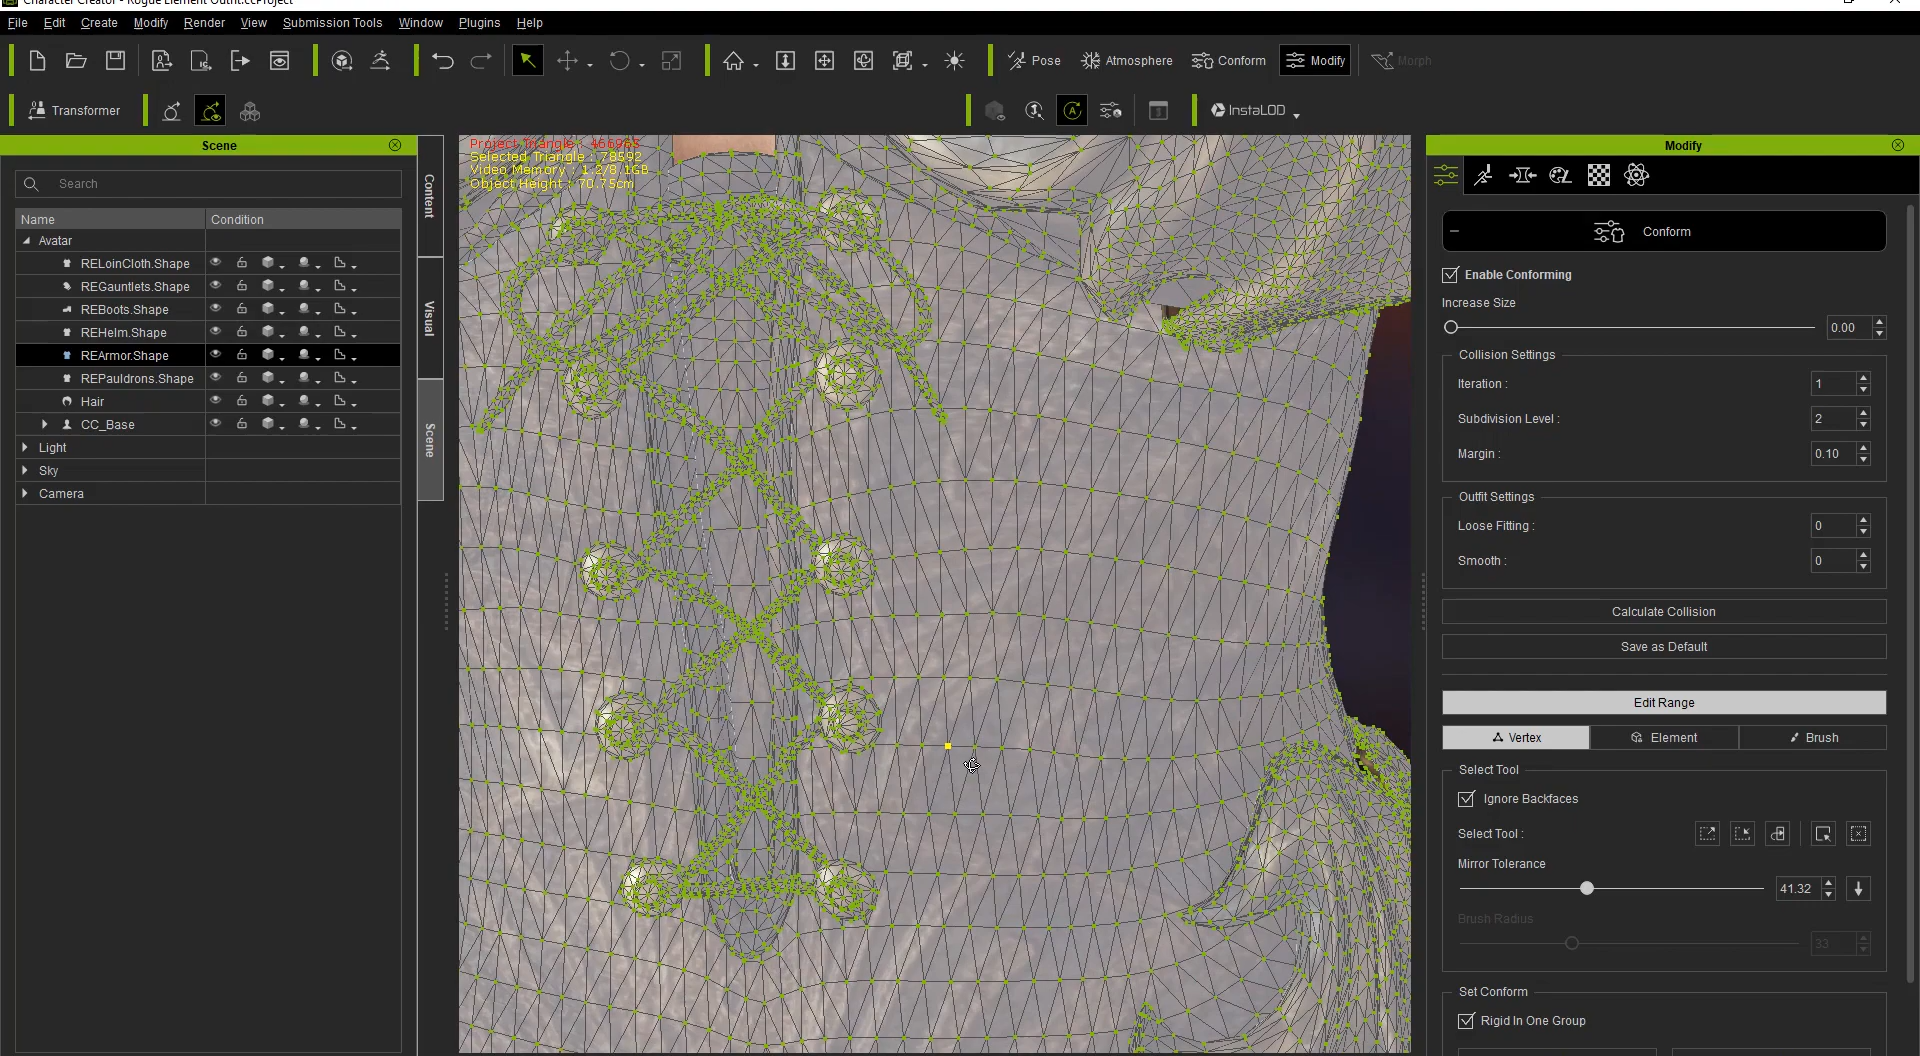 Character Creator - Rogue Element Outfit.ccProject
File Edit Create Modify Render View Submission Tools Window Plugins Help
Pose Atmosphere Conform Modify Morph
Transformer InstaLOD
Scene
Search
Name Condition
Avatar
RELoinCloth.Shape
REGauntlets.Shape
REBoots.Shape
REHelm.Shape
REArmor.Shape
REPauldrons.Shape
Hair
CC_Base
Light
Sky
Camera
Content
Visual
Scene
Selected Triangle : 78592
Video Memory : 1.2/8.1GB
Object Height : 70.75cm
Modify
Conform
Enable Conforming
Increase Size
0.00
Collision Settings
Iteration : 1
Subdivision Level : 2
Margin : 0.10
Outfit Settings
Loose Fitting : 0
Smooth : 0
Calculate Collision
Save as Default
Edit Range
Vertex Element Brush
Select Tool
Ignore Backfaces
Select Tool :
Mirror Tolerance
41.32
Brush Radius
33
Set Conform
Rigid In One Group